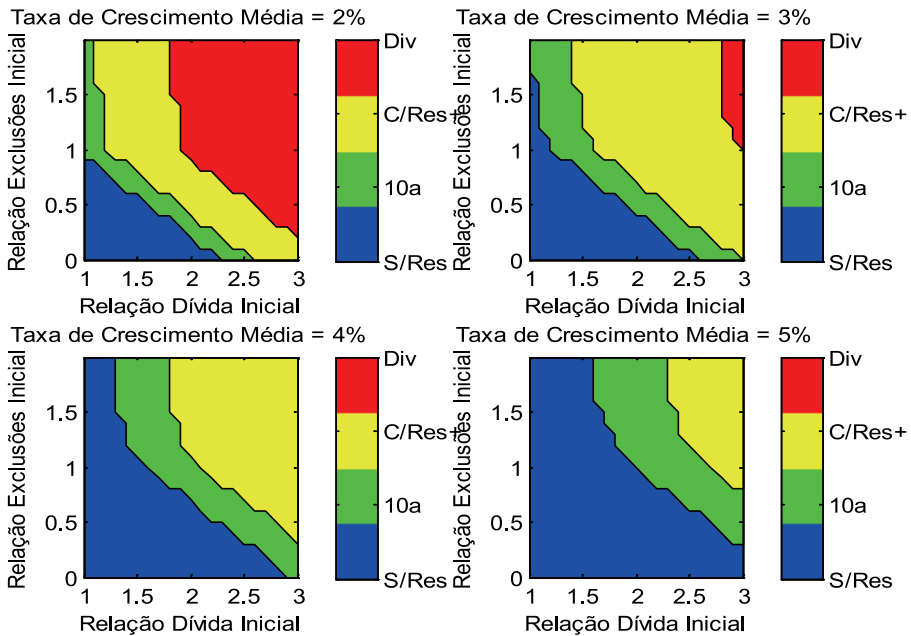 Taxa de Crescimento Média = 2%
Relação Exclusões Inicial
1.5
1
0.5
0
1 1.5 2 2.5 3
Relação Dívida Inicial
Div
C/Res+
10a
S/Res
Taxa de Crescimento Média = 3%
Relação Exclusões Inicial
1.5
1
0.5
0
1 1.5 2 2.5 3
Relação Dívida Inicial
Div
C/Res+
10a
S/Res
Taxa de Crescimento Média = 4%
Relação Exclusões Inicial
1.5
1
0.5
0
1 1.5 2 2.5 3
Relação Dívida Inicial
Div
C/Res+
10a
S/Res
Taxa de Crescimento Média = 5%
Relação Exclusões Inicial
1.5
1
0.5
0
1 1.5 2 2.5 3
Relação Dívida Inicial
Div
C/Res+
10a
S/Res